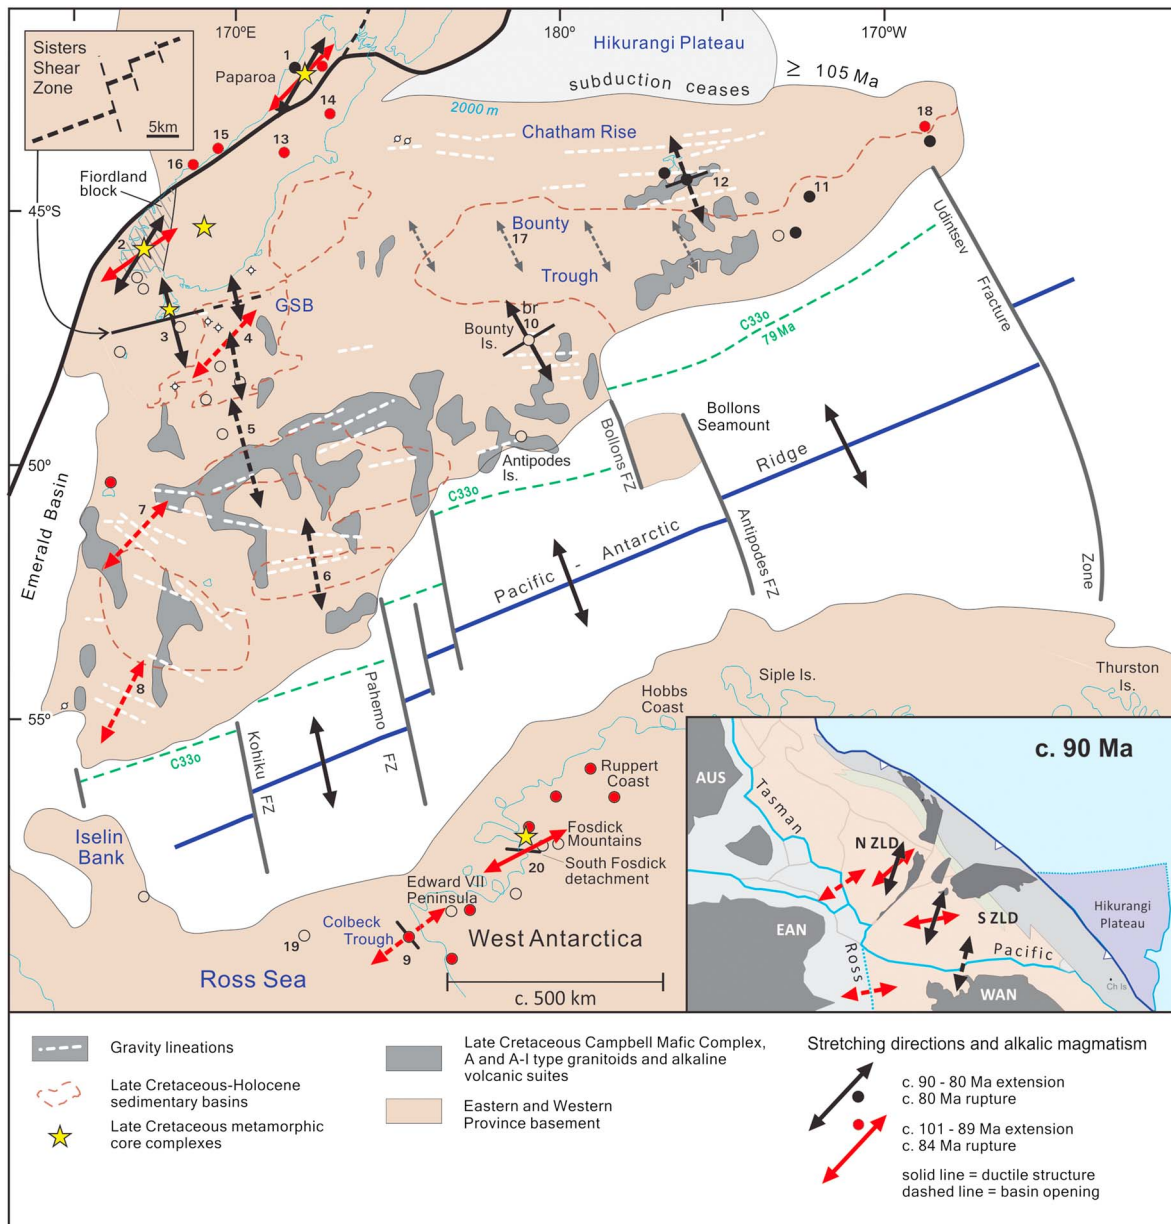 170°E
180°
170°W
Sisters
Shear
Zone
5km
1
Paparoa
Hikurangi Plateau
subduction ceases
≥ 105 Ma
2000 m
14
15
13
16
18
Chatham Rise
Fiordland
block
45°S
12
11
Bounty
17
Trough
2
Udintsev
Fracture
Zone
GSB
3
4
br
10
Bounty
Is.
C33o
79 Ma
5
Bollons
Seamount
Bollons FZ
Antipodes
Is.
Ridge
50°
C33o
Emerald Basin
7
Pacific - Antarctic
Antipodes FZ
6
8
55°
Pahemo
FZ
Kohiku
FZ
C33o
Siple Is.
Thurston
Is.
Hobbs
Coast
Ruppert
Coast
Iselin
Bank
Fosdick
Mountains
20
South Fosdick
detachment
Edward VII
Peninsula
Colbeck
Trough
19
9
West Antarctica
Ross Sea
c. 500 km
c. 90 Ma
AUS
Tasman
N ZLD
S ZLD
Hikurangi
Plateau
EAN
Ross
Pacific
WAN
Ch Is
Gravity lineations
Late Cretaceous-Holocene
sedimentary basins
Late Cretaceous metamorphic
core complexes
Late Cretaceous Campbell Mafic Complex,
A and A-I type granitoids and alkaline
volcanic suites
Eastern and Western
Province basement
Stretching directions and alkalic magmatism
c. 90 - 80 Ma extension
c. 80 Ma rupture
c. 101 - 89 Ma extension
c. 84 Ma rupture
solid line = ductile structure
dashed line = basin opening